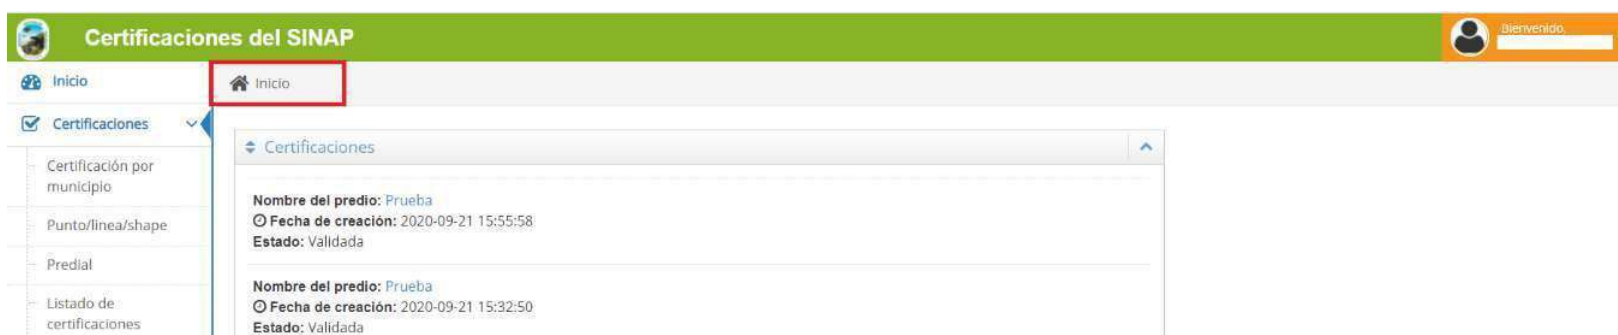 Certificaciones del SINAP
Bienvenido,
Inicio
Inicio
Certificaciones
Certificación por
municipio
Punto/linea/shape
Predial
Listado de
certificaciones
Certificaciones
Nombre del predio: Prueba
Fecha de creación: 2020-09-21 15:55:58
Estado: Validada
Nombre del predio: Prueba
Fecha de creación: 2020-09-21 15:32:50
Estado: Validada